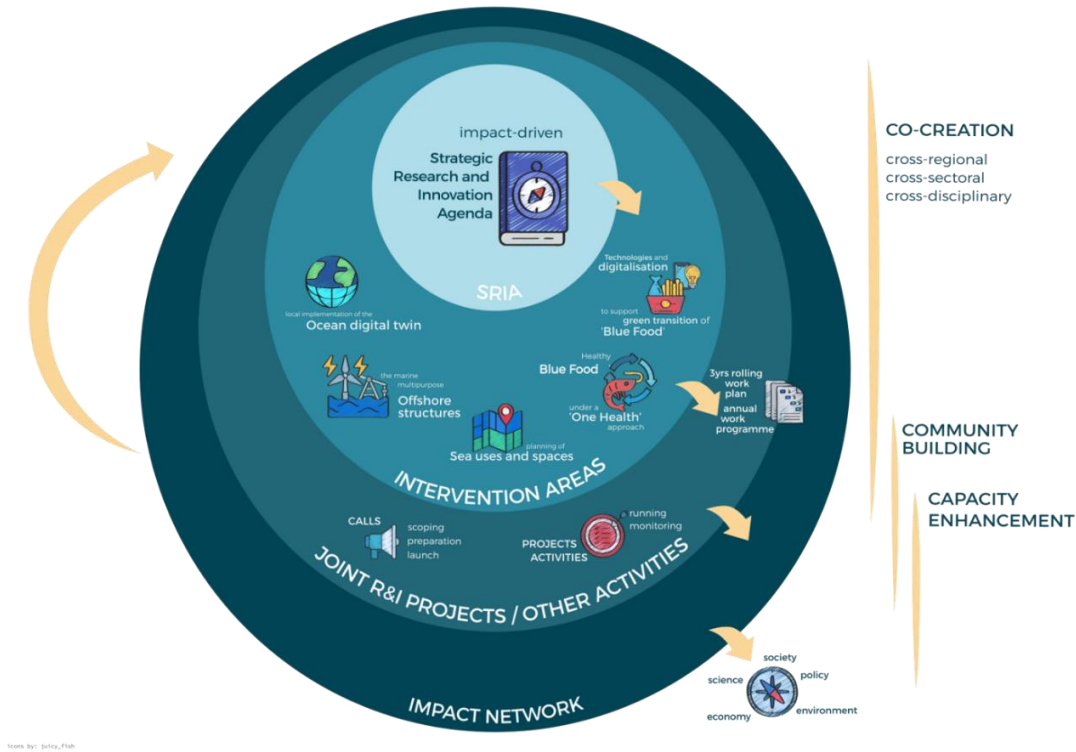 impact-driven
Strategic
Research and
Innovation
Agenda
SRIA
local implementation of the
Ocean digital twin
Technologies and
digitalisation
to support
green transition of
'Blue Food'
the marine
multipurpose
Offshore
structures
Healthy
Blue Food
under a
'One Health'
approach
planning of
Sea uses and spaces
INTERVENTION AREAS
3yrs rolling
work
plan
annual
work
programme
CALLS
scoping
preparation
launch
PROJECTS
ACTIVITIES
running
monitoring
JOINT R&I PROJECTS / OTHER ACTIVITIES
IMPACT NETWORK
society
science
policy
economy
environment
CO-CREATION
cross-regional
cross-sectoral
cross-disciplinary
COMMUNITY
BUILDING
CAPACITY
ENHANCEMENT
icons by: juicy_fish